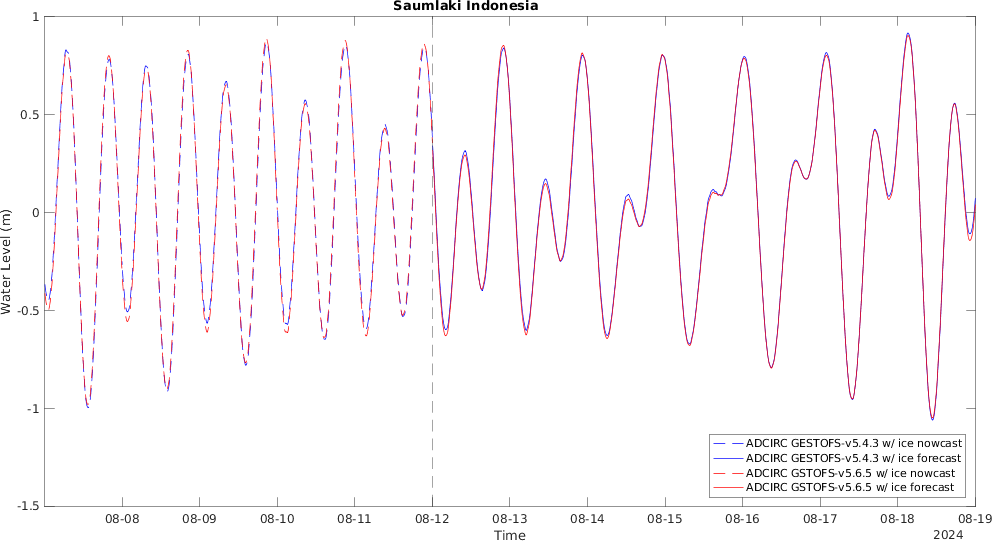 Saumlaki Indonesia
1
0.5
0
-0.5
-1
-1.5
Water Level (m)
08-08 08-09 08-10 08-11 08-12 08-13 08-14 08-15 08-16 08-17 08-18 08-19
Time
2024
ADCIRC GESTOFS-v5.4.3 w/ ice nowcast
ADCIRC GESTOFS-v5.4.3 w/ ice forecast
ADCIRC GSTOFS-v5.6.5 w/ ice nowcast
ADCIRC GSTOFS-v5.6.5 w/ ice forecast